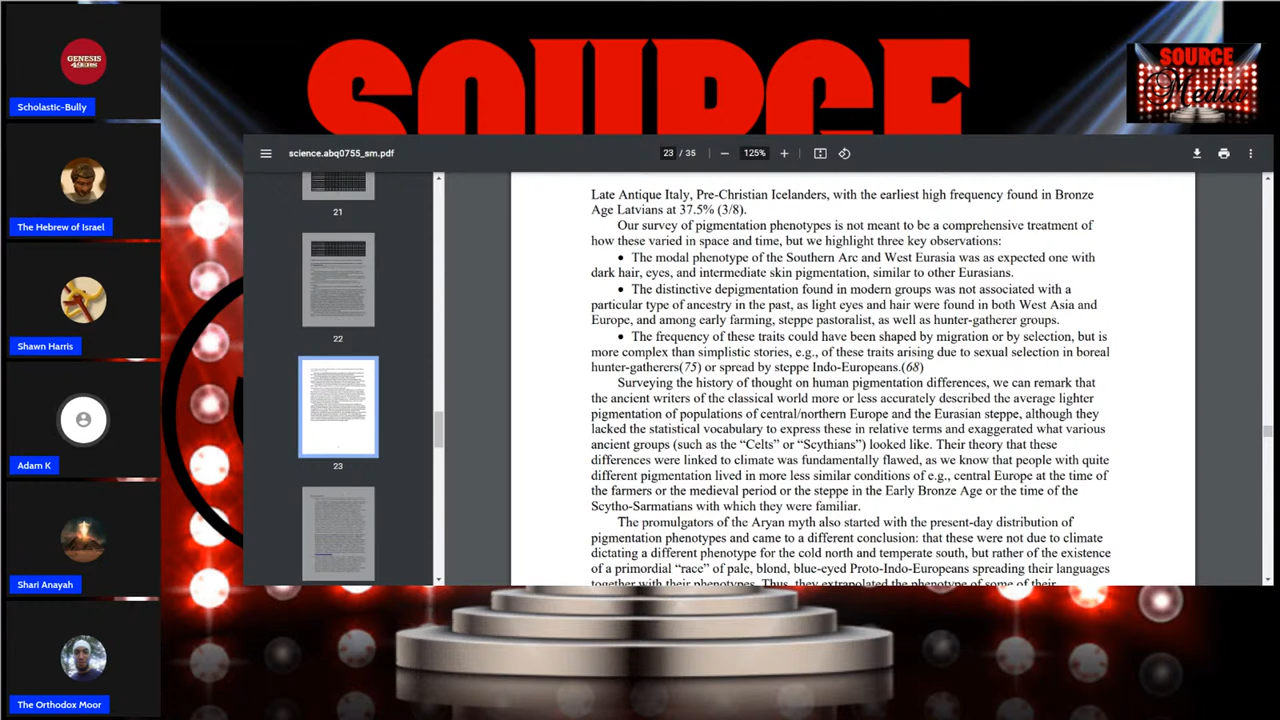 SOURCE
SOURCE
Media
GENESIS
49:10
Scholastic-Bully
The Hebrew of Israel
Shawn Harris
Adam K
Shari Anayah
The Orthodox Moor
science.abq0755_sm.pdf
23 / 35
125%
21
22
23
Late Antique Italy, Pre-Christian Icelanders, with the earliest high frequency found in Bronze
Age Latvians at 37.5% (3/8).
Our survey of pigmentation phenotypes is not meant to be a comprehensive treatment of
how these varied in space and time, but we highlight three key observations:
• The modal phenotype of the Southern Arc and West Eurasia was as expected one with
dark hair, eyes, and intermediate skin pigmentation, similar to other Eurasians.
• The distinctive depigmentation found in modern groups was not associated with a
particular type of ancestry in the past, as light eyes and hair were found in both West Asia and
Europe, and among early farming, steppe pastoralist, as well as hunter-gatherer groups.
• The frequency of these traits could have been shaped by migration or by selection, but is
more complex than simplistic stories, e.g., of these traits arising due to sexual selection in boreal
hunter-gatherers(75) or spread by steppe Indo-Europeans.(68)
Surveying the history of thought on human pigmentation differences, we can remark that
the ancient writers of the classical world more or less accurately described the average lighter
pigmentation of populations of central/northern Europe and the Eurasian steppe, although they
lacked the statistical vocabulary to express these in relative terms and exaggerated what various
ancient groups (such as the “Celts” or “Scythians”) looked like. Their theory that these
differences were linked to climate was fundamentally flawed, as we know that people with quite
different pigmentation lived in more less similar conditions of e.g., central Europe at the time of
the farmers or the medieval period or the steppe in the Early Bronze Age or the time of the
Scytho-Sarmatians with which they were familiar.
The promulgators of the Aryan myth also started with the present-day distribution of
pigmentation phenotypes and came to a different conclusion: that these were not due to climate
dictating a different phenotype for the cold north and temperate south, but rather of the existence
of a primordial “race” of pale, blond, blue-eyed Proto-Indo-Europeans spreading their languages
together with their phenotypes. Thus, they extrapolated the phenotype of some of their